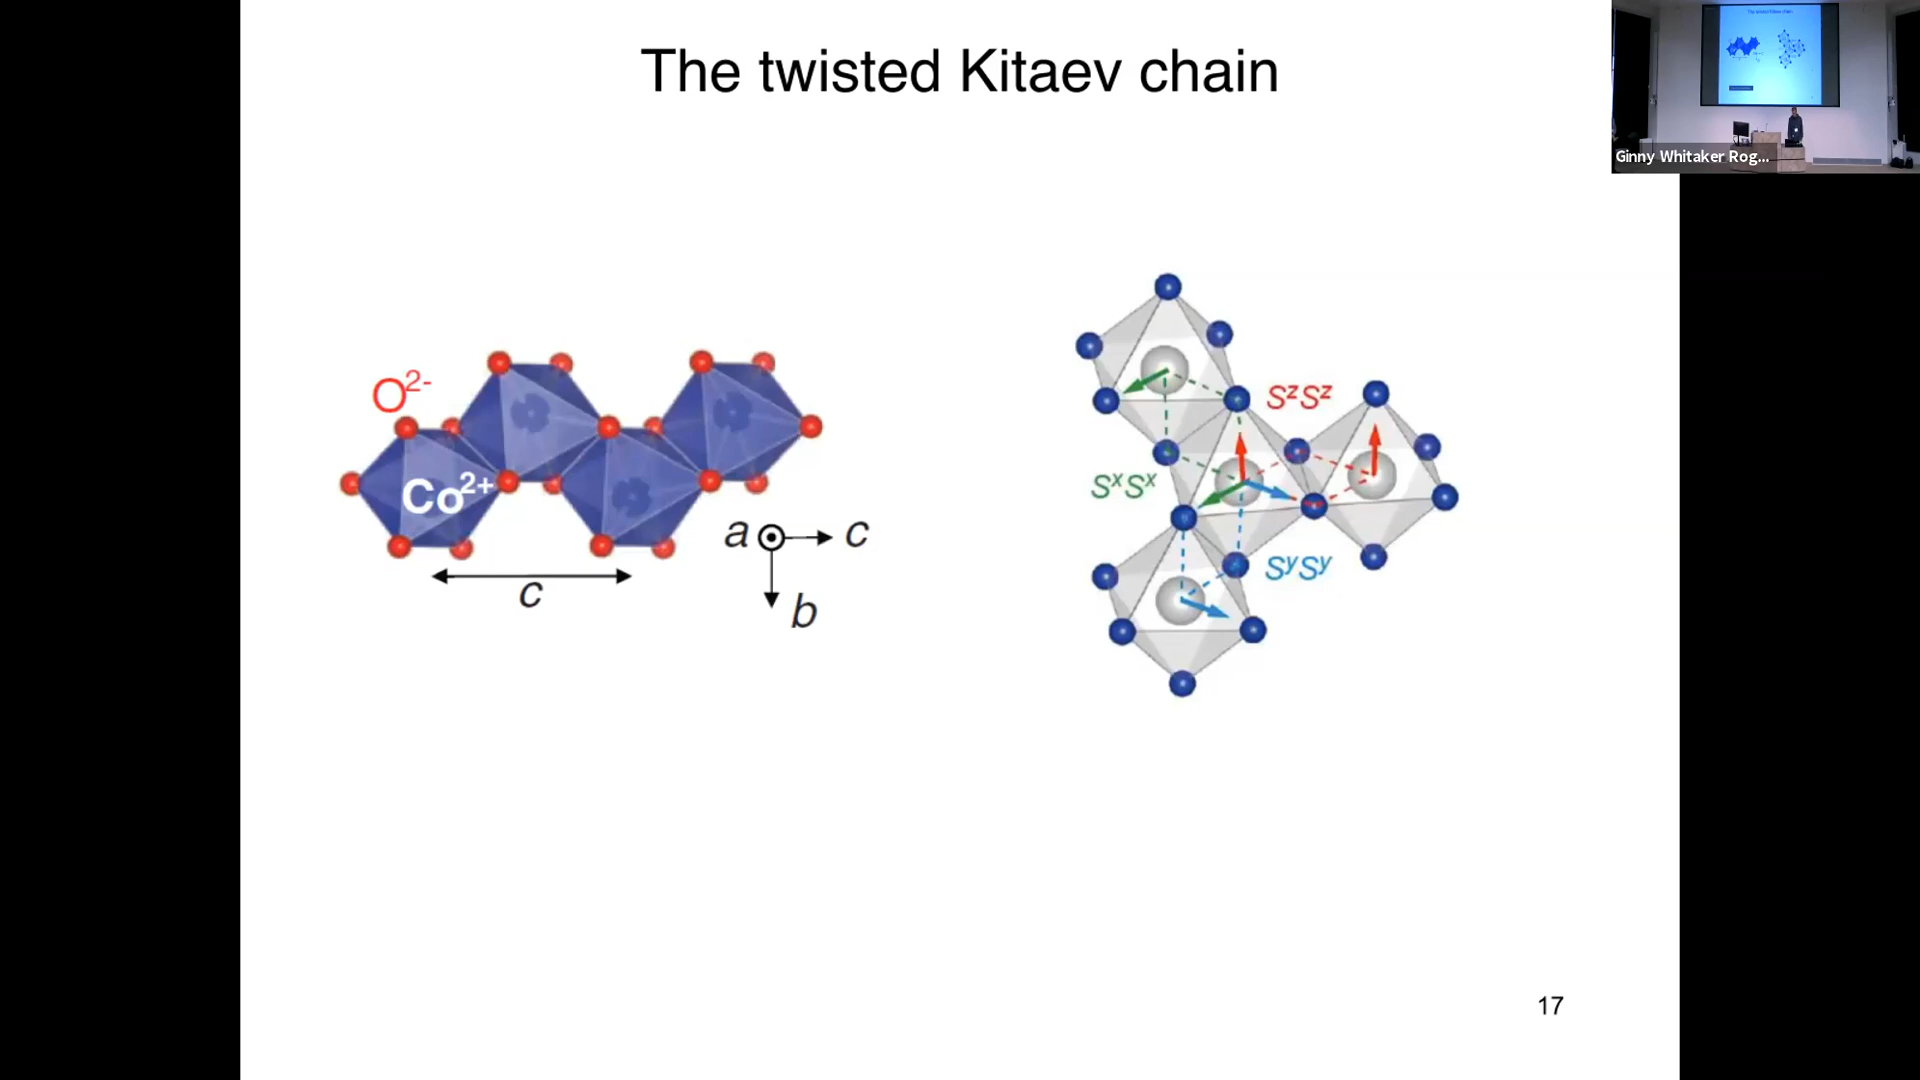 The twisted Kitaev chain
Ginny Whitaker Rog...
O2-
Co2+
c
a
c
b
SzSz
SxSx
SySy
17